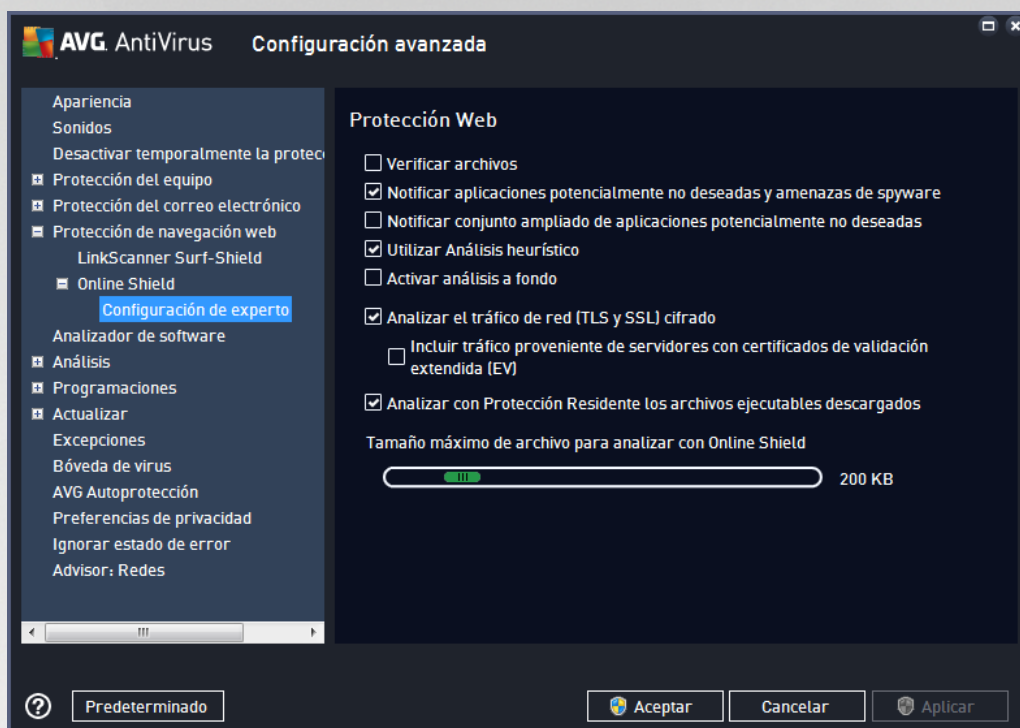 AVG. AntiVirus Configuración avanzada
Apariencia
Sonidos
Desactivar temporalmente la protec
Protección del equipo
Protección del correo electrónico
Protección de navegación web
LinkScanner Surf-Shield
Online Shield
Configuración de experto
Analizador de software
Análisis
Programaciones
Actualizar
Excepciones
Bóveda de virus
AVG Autoprotección
Preferencias de privacidad
Ignorar estado de error
Advisor: Redes
Protección Web
Verificar archivos
Notificar aplicaciones potencialmente no deseadas y amenazas de spyware
Notificar conjunto ampliado de aplicaciones potencialmente no deseadas
Utilizar Análisis heurístico
Activar análisis a fondo
Analizar el tráfico de red (TLS y SSL) cifrado
Incluir tráfico proveniente de servidores con certificados de validación
extendida (EV)
Analizar con Protección Residente los archivos ejecutables descargados
Tamaño máximo de archivo para analizar con Online Shield
200 KB
Predeterminado
Aceptar
Cancelar
Aplicar